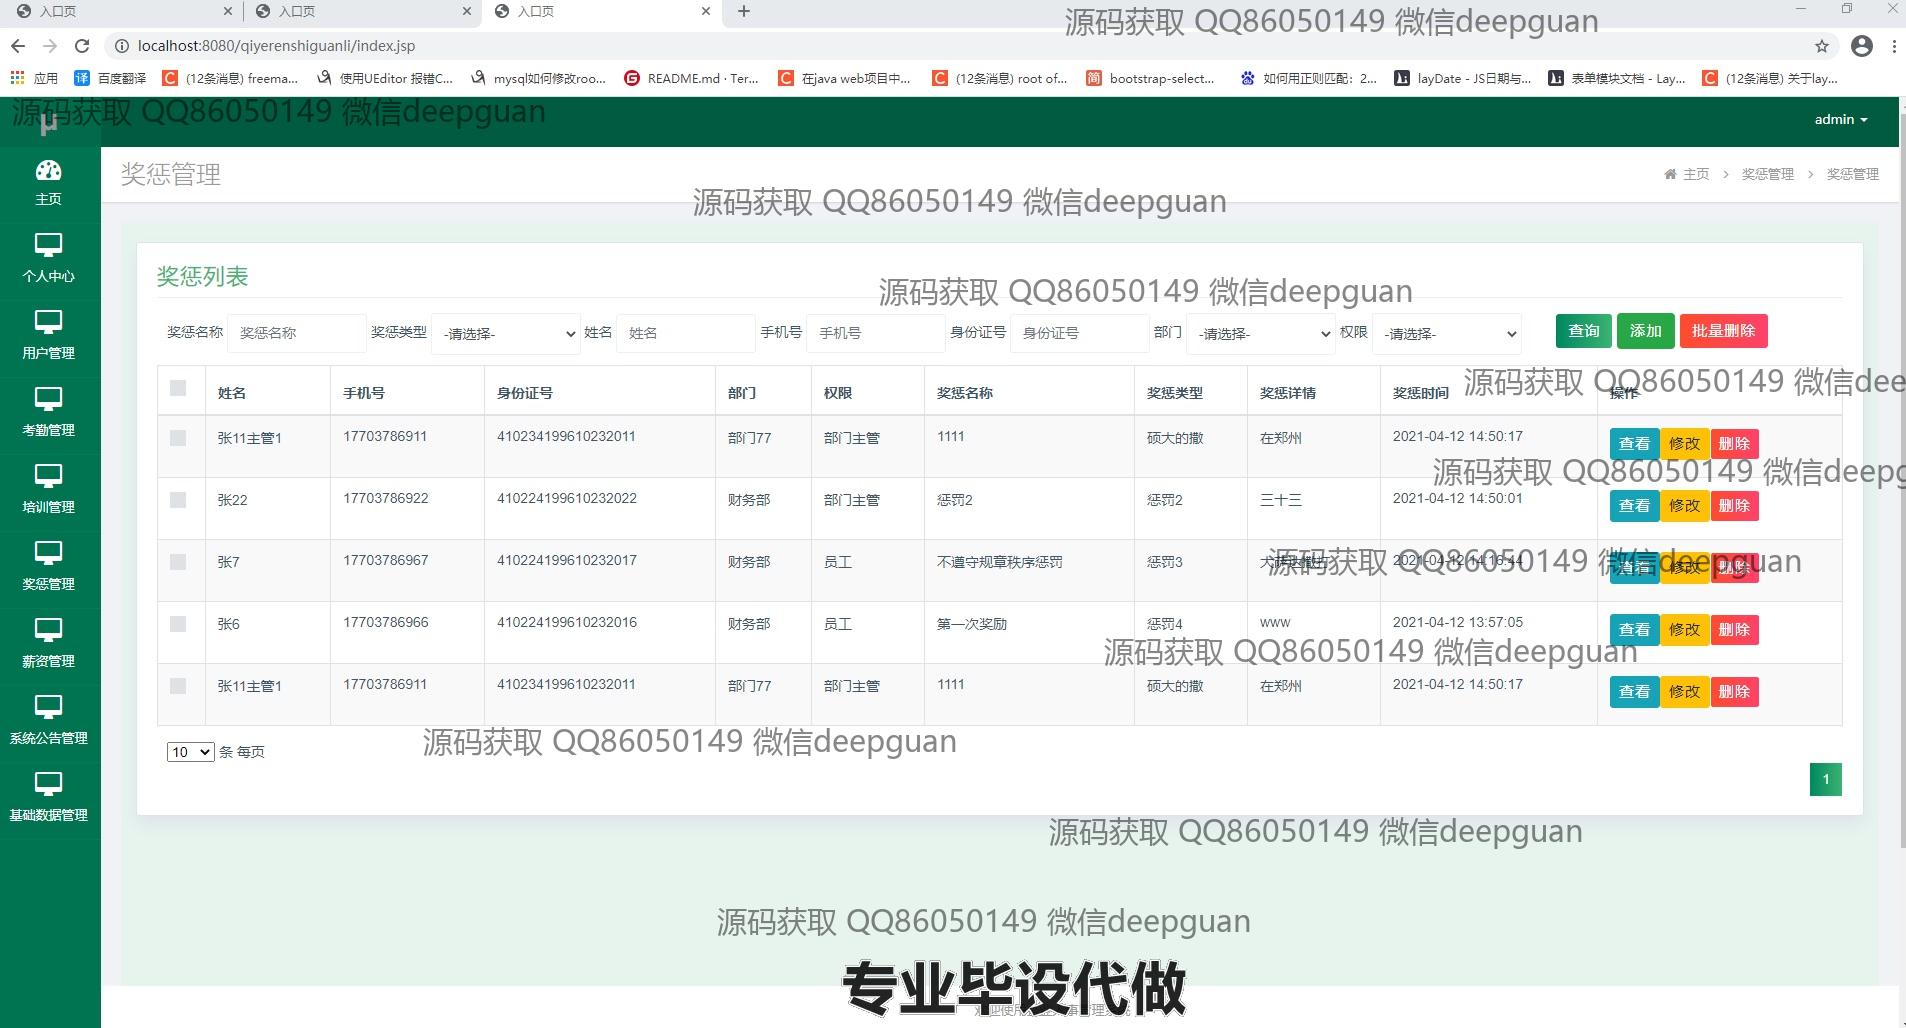 入口页
入口页
入口页
源码获取 QQ86050149 微信deepguan
localhost:8080/qiyerenshiguanli/index.jsp
应用 百度翻译 (12条消息) freema... 使用UEditor 报错C... mysql如何修改roo... README.md · Ter... 在java web项目中... (12条消息) root of... bootstrap-select... 如何用正则匹配：2... layDate - JS日期与... 表单模块文档 - Lay... (12条消息) 关于lay...
源码获取 QQ86050149 微信deepguan
μ
admin
主页
个人中心
用户管理
考勤管理
培训管理
奖惩管理
薪资管理
系统公告管理
基础数据管理
奖惩管理
主页 > 奖惩管理 > 奖惩管理
源码获取 QQ86050149 微信deepguan
奖惩列表
源码获取 QQ86050149 微信deepguan
奖惩名称 奖惩名称 奖惩类型 -请选择- 姓名 姓名 手机号 手机号 身份证号 身份证号 部门 -请选择- 权限 -请选择- 查询 添加 批量删除
姓名 手机号 身份证号 部门 权限 奖惩名称 奖惩类型 奖惩详情 奖惩时间 操作
源码获取 QQ86050149 微信dee
张11主管1 17703786911 410234199610232011 部门77 部门主管 1111 硕大的撒 在郑州 2021-04-12 14:50:17 查看 修改 删除
源码获取 QQ86050149 微信deepg
张22 17703786922 410224199610232022 财务部 部门主管 惩罚2 惩罚2 三十三 2021-04-12 14:50:01 查看 修改 删除
张7 17703786967 410224199610232017 财务部 员工 不遵守规章秩序惩罚 惩罚3 2021-04-12 14:16:44 查看 修改 删除
源码获取 QQ86050149 微信deepguan
张6 17703786966 410224199610232016 财务部 员工 第一次奖励 惩罚4 www 2021-04-12 13:57:05 查看 修改 删除
源码获取 QQ86050149 微信deepguan
张11主管1 17703786911 410234199610232011 部门77 部门主管 1111 硕大的撒 在郑州 2021-04-12 14:50:17 查看 修改 删除
源码获取 QQ86050149 微信deepguan
10 条 每页
1
源码获取 QQ86050149 微信deepguan
源码获取 QQ86050149 微信deepguan
专业毕设代做